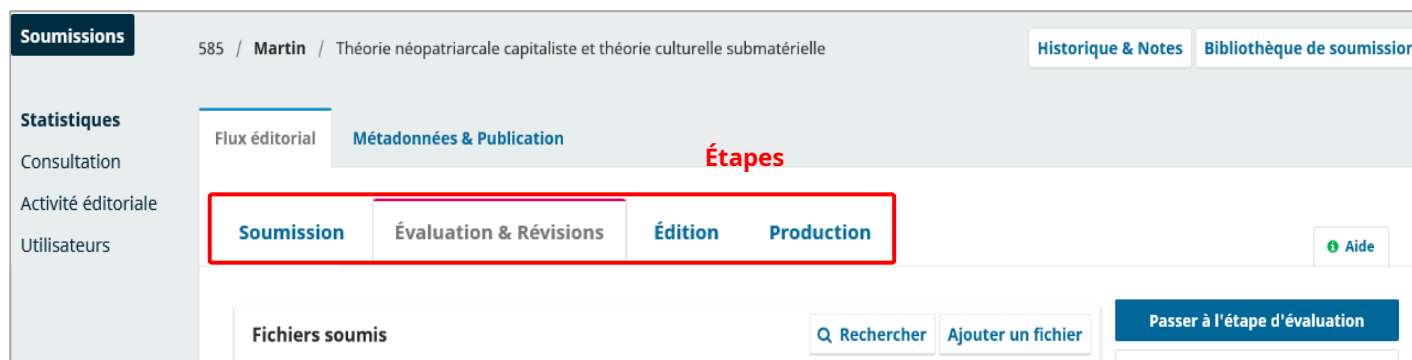 Soumissions
585 / Martin / Théorie néopatriarcale capitaliste et théorie culturelle submatérielle
Historique & Notes
Bibliothèque de soumission
Statistiques
Consultation
Activité éditoriale
Utilisateurs
Flux éditorial
Métadonnées & Publication
Étapes
Soumission
Évaluation & Révisions
Édition
Production
Aide
Fichiers soumis
Rechercher
Ajouter un fichier
Passer à l'étape d'évaluation